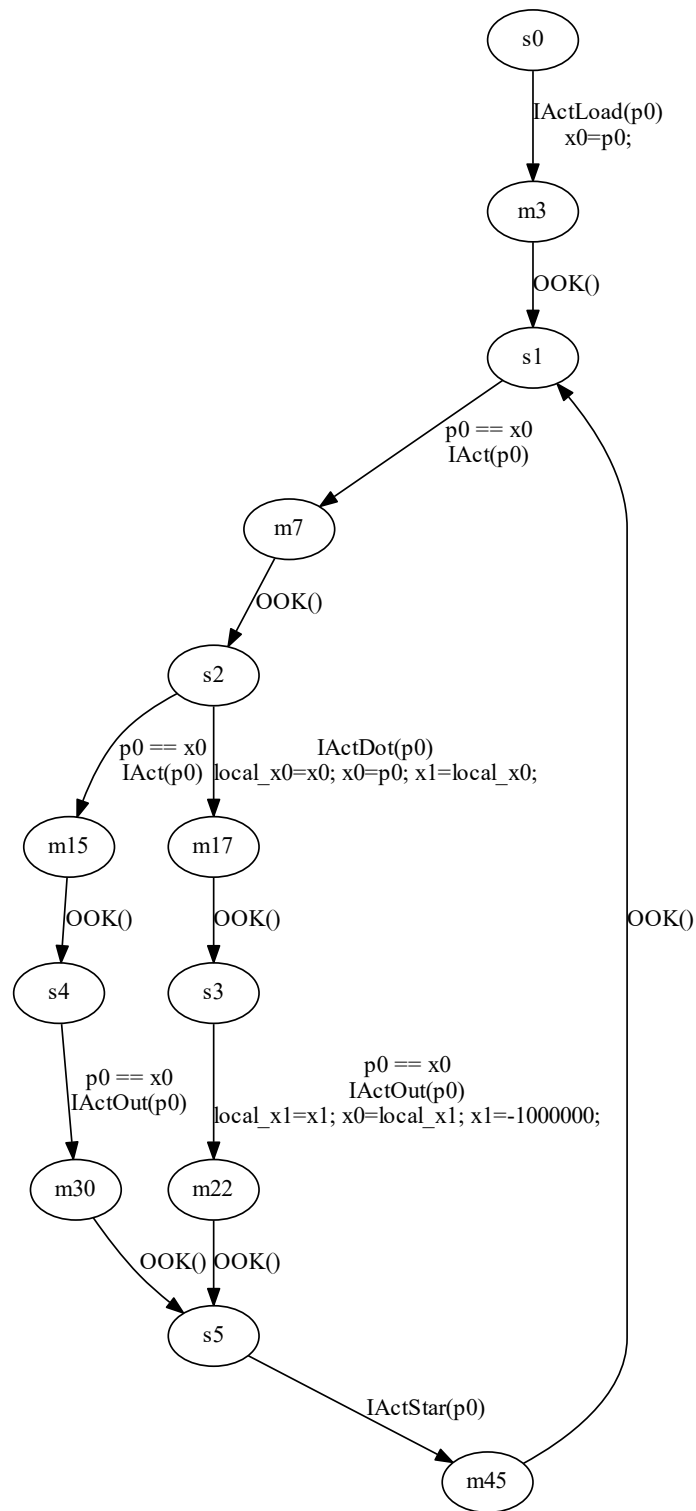 s0
IActLoad(p0)
x0=p0;
m3
OOK()
s1
p0 == x0
IAct(p0)
m7
OOK()
s2
p0 == x0
IAct(p0)
IActDot(p0)
local_x0=x0; x0=p0; x1=local_x0;
m15
m17
OOK()
OOK()
OOK()
s4
s3
p0 == x0
IActOut(p0)
p0 == x0
IActOut(p0)
local_x1=x1; x0=local_x1; x1=-1000000;
m30
m22
OOK()
OOK()
s5
IActStar(p0)
m45